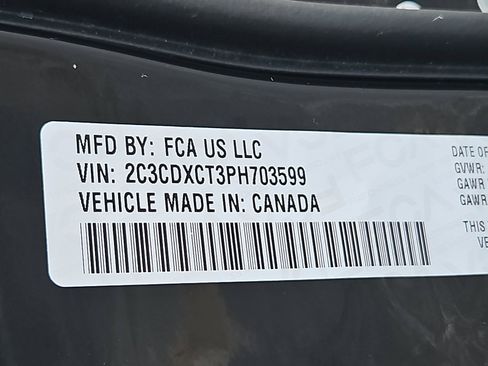 MFD BY: FCA US LLC
VIN: 2C3CDXCT3PH703599
VEHICLE MADE IN: CANADA
DATE OF
GVWR:
GAWR
GAWR
THIS
VE